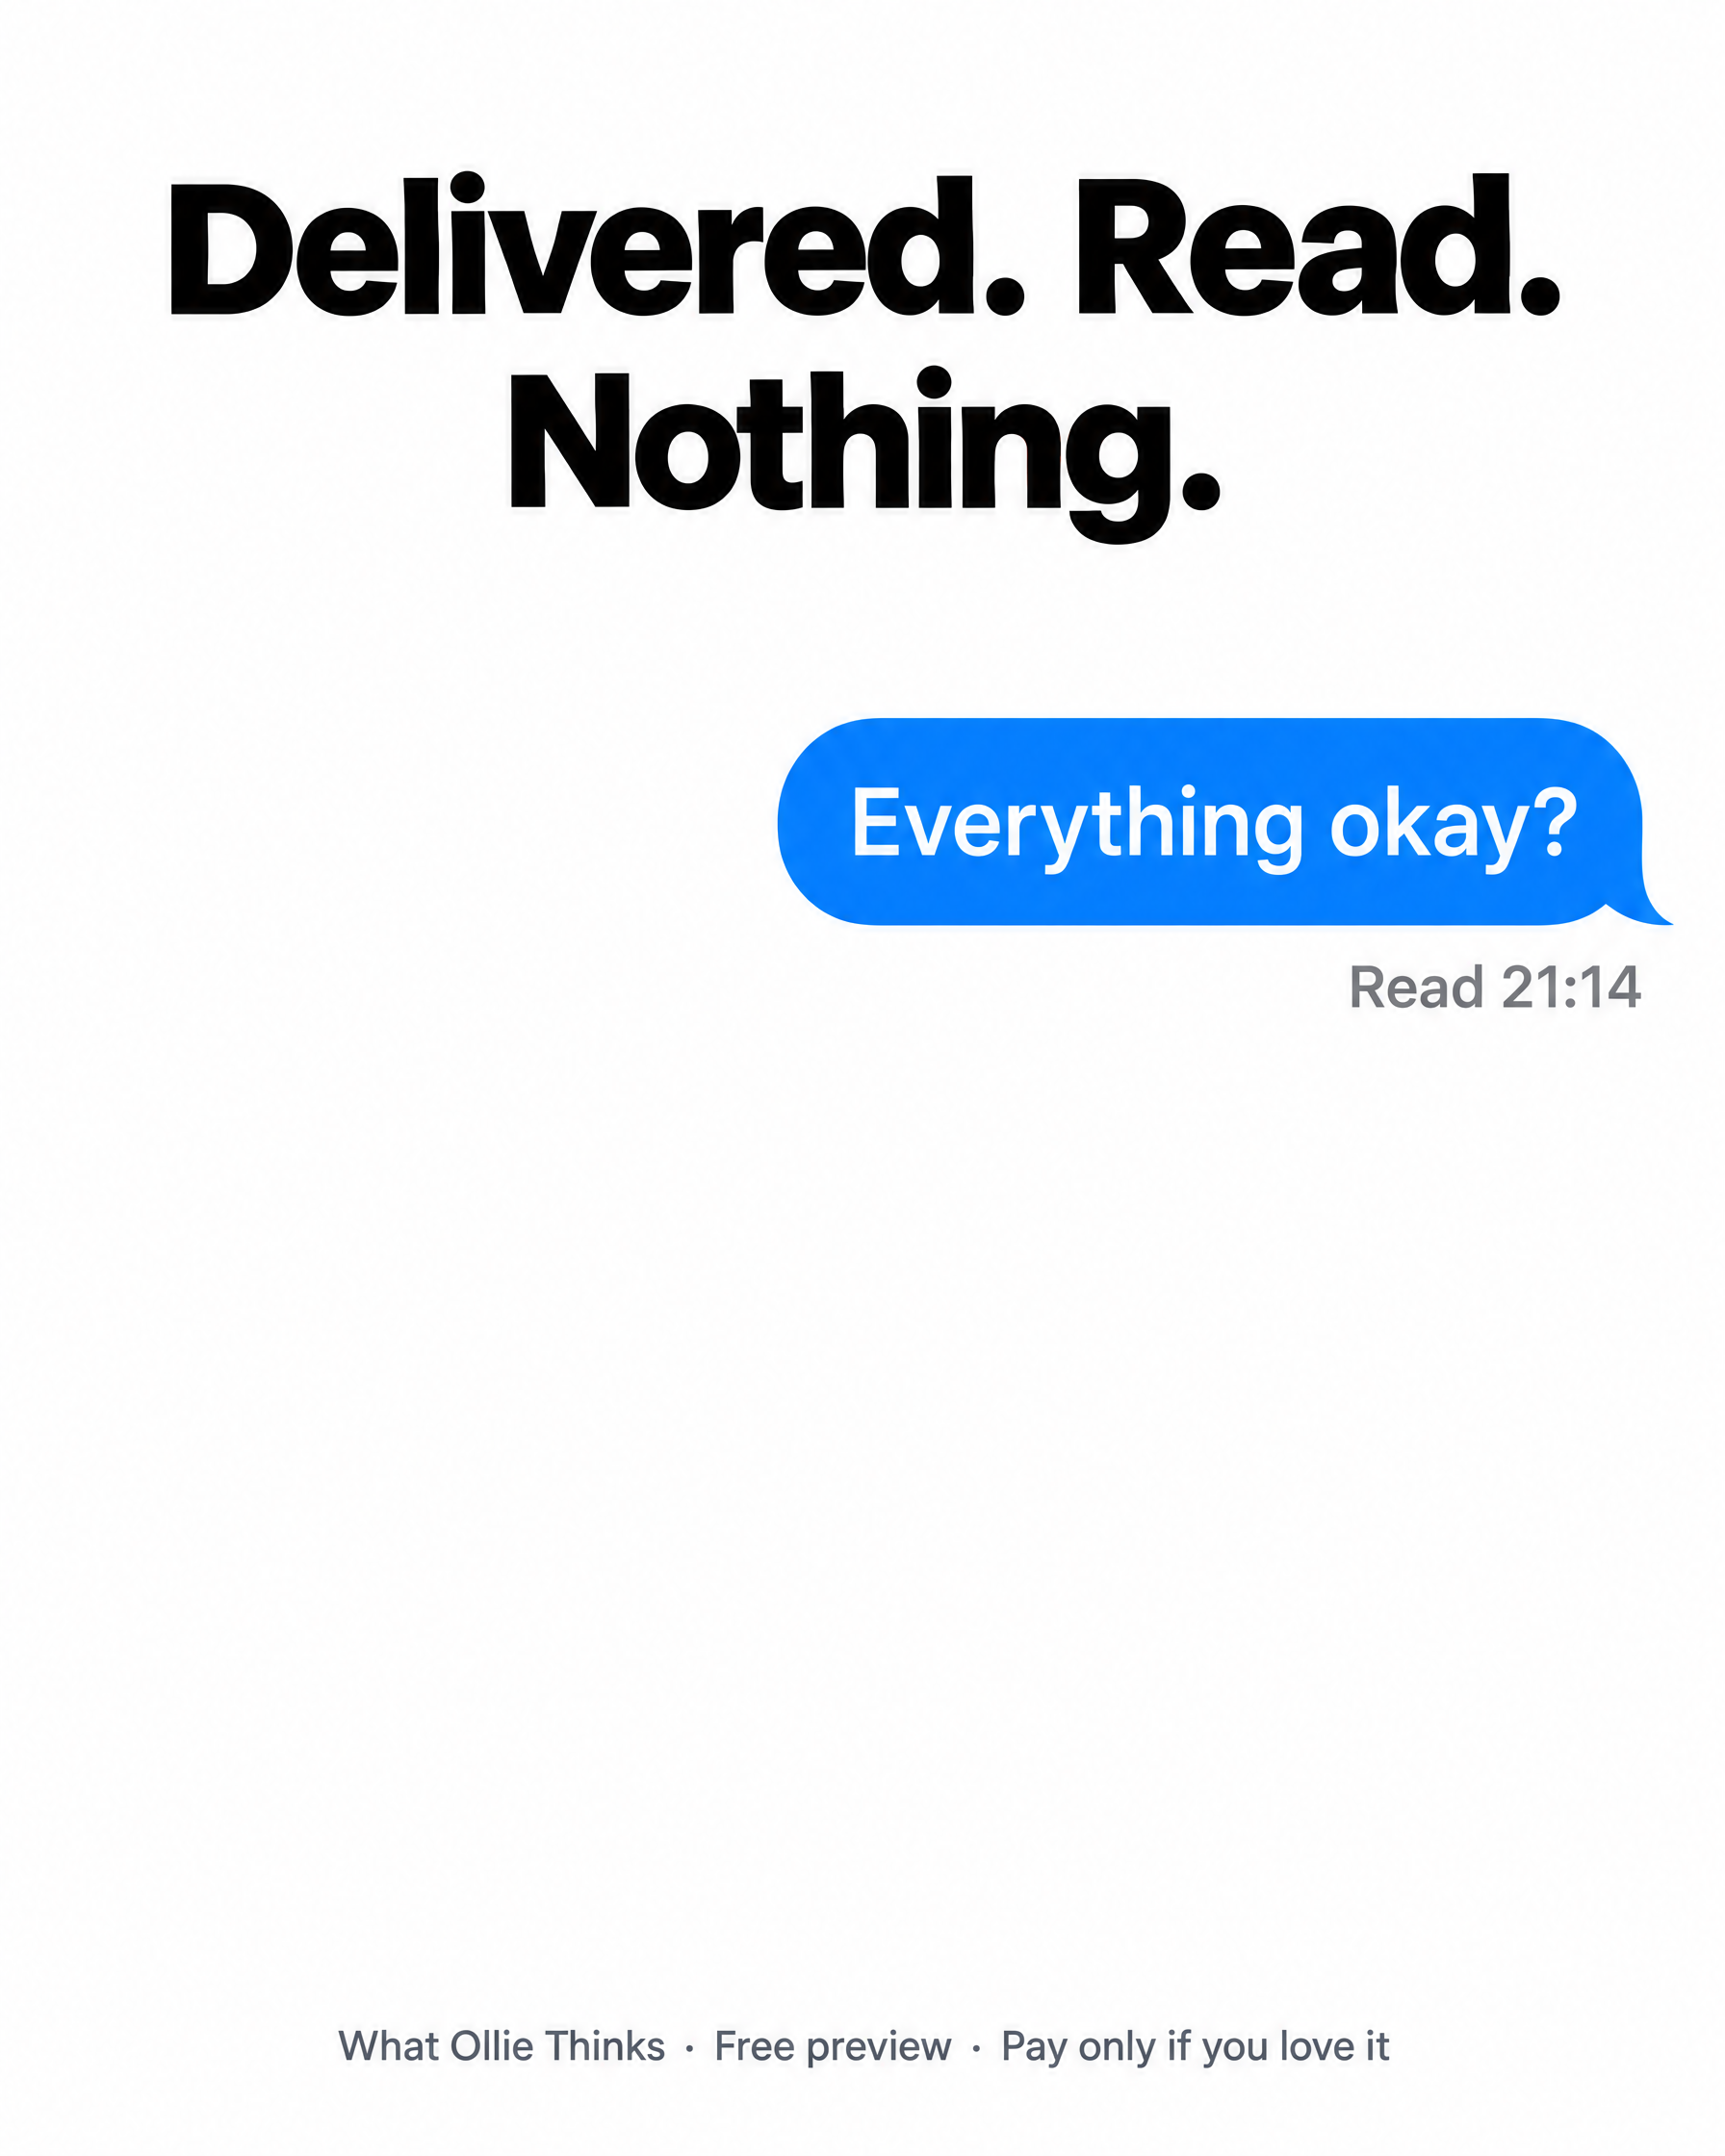 Delivered. Read.
Nothing.
Everything okay?
Read 21:14
What Ollie Thinks · Free preview · Pay only if you love it